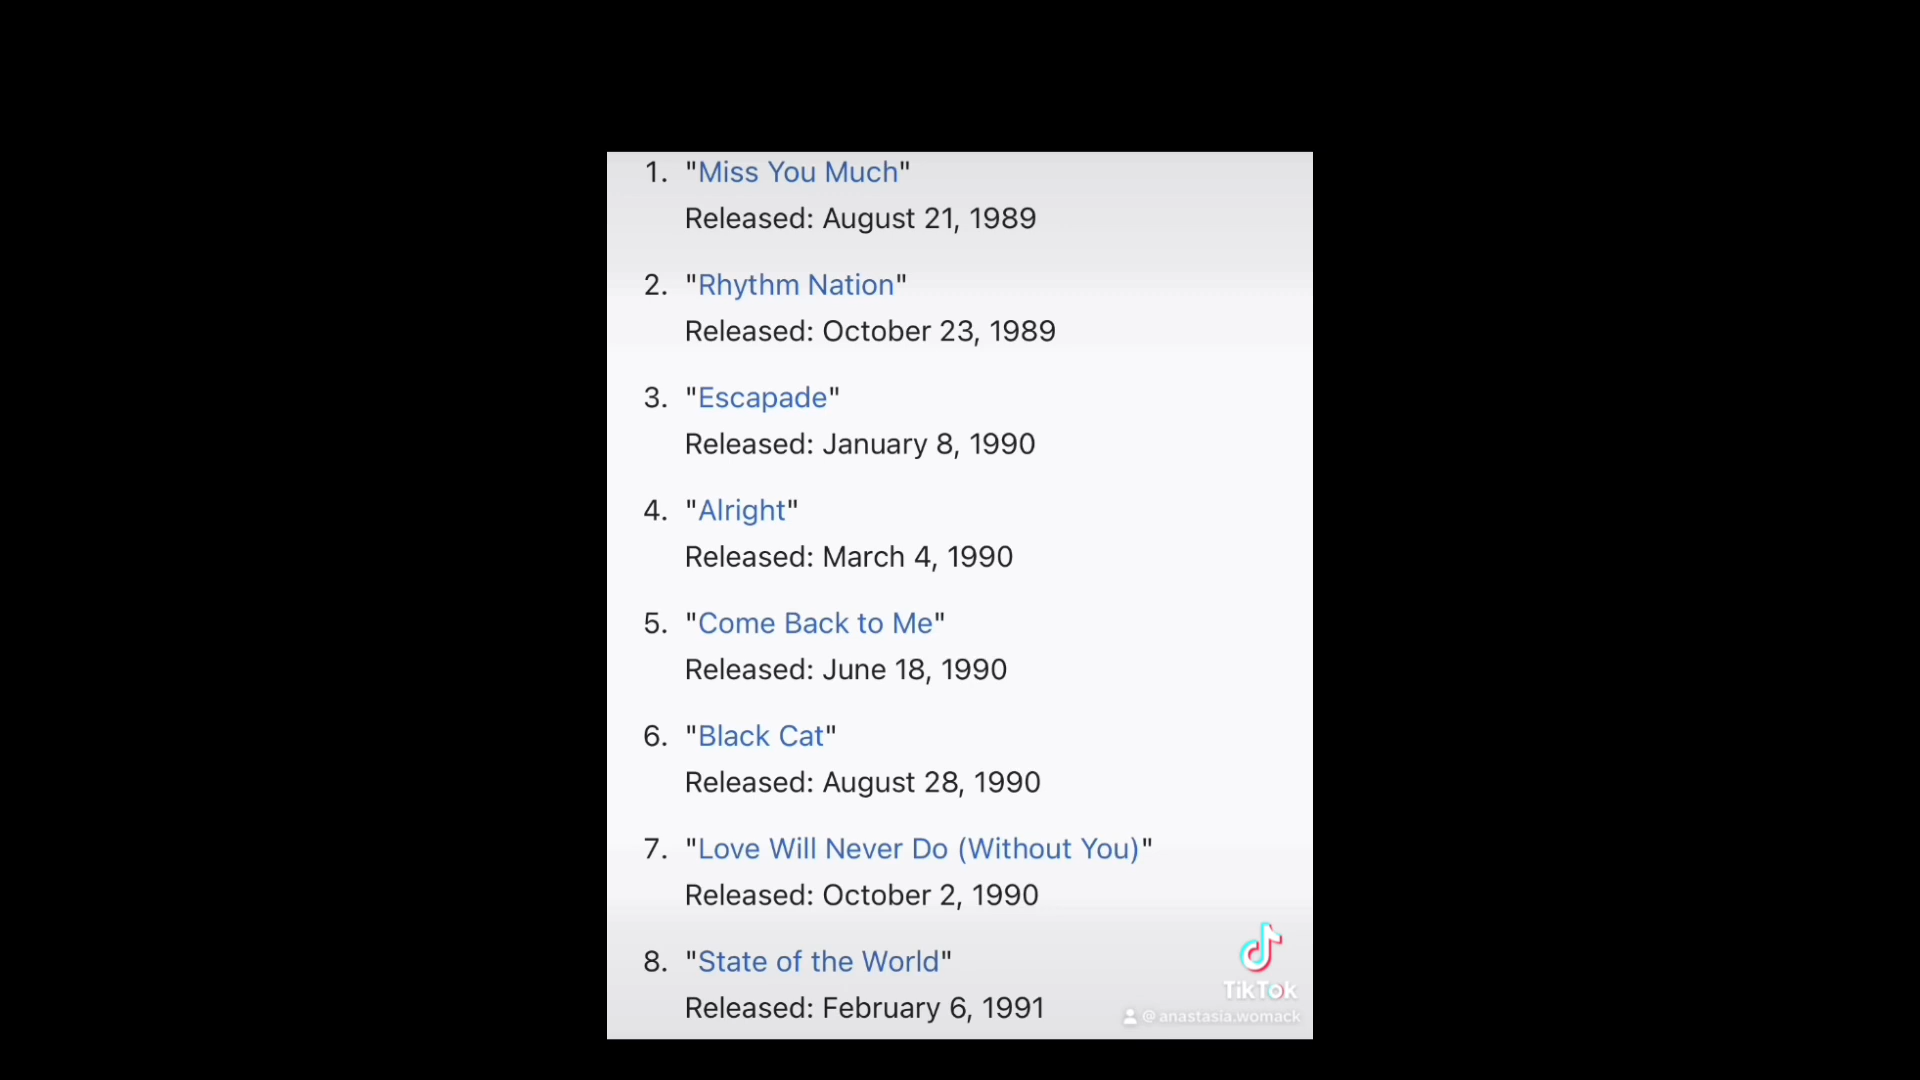 1. "Miss You Much"
Released: August 21, 1989
2. "Rhythm Nation"
Released: October 23, 1989
3. "Escapade"
Released: January 8, 1990
4. "Alright"
Released: March 4, 1990
5. "Come Back to Me"
Released: June 18, 1990
6. "Black Cat"
Released: August 28, 1990
7. "Love Will Never Do (Without You)"
Released: October 2, 1990
8. "State of the World"
Released: February 6, 1991
TikTok
@anastasia.womack